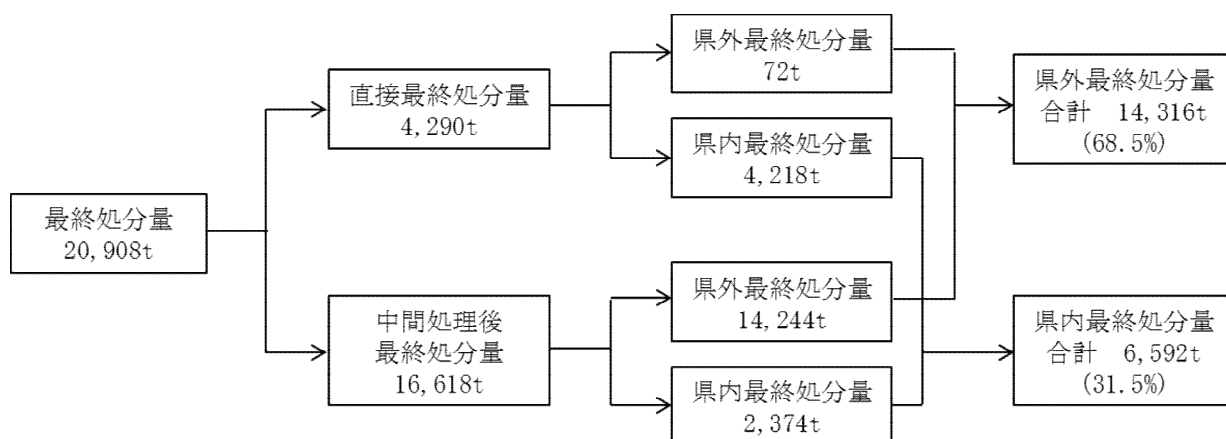 最終処分量
20,908t
直接最終処分量
4,290t
中間処理後
最終処分量
16,618t
県外最終処分量
72t
県内最終処分量
4,218t
県外最終処分量
14,244t
県内最終処分量
2,374t
県外最終処分量
合計　14,316t
(68.5%)
県内最終処分量
合計　6,592t
(31.5%)